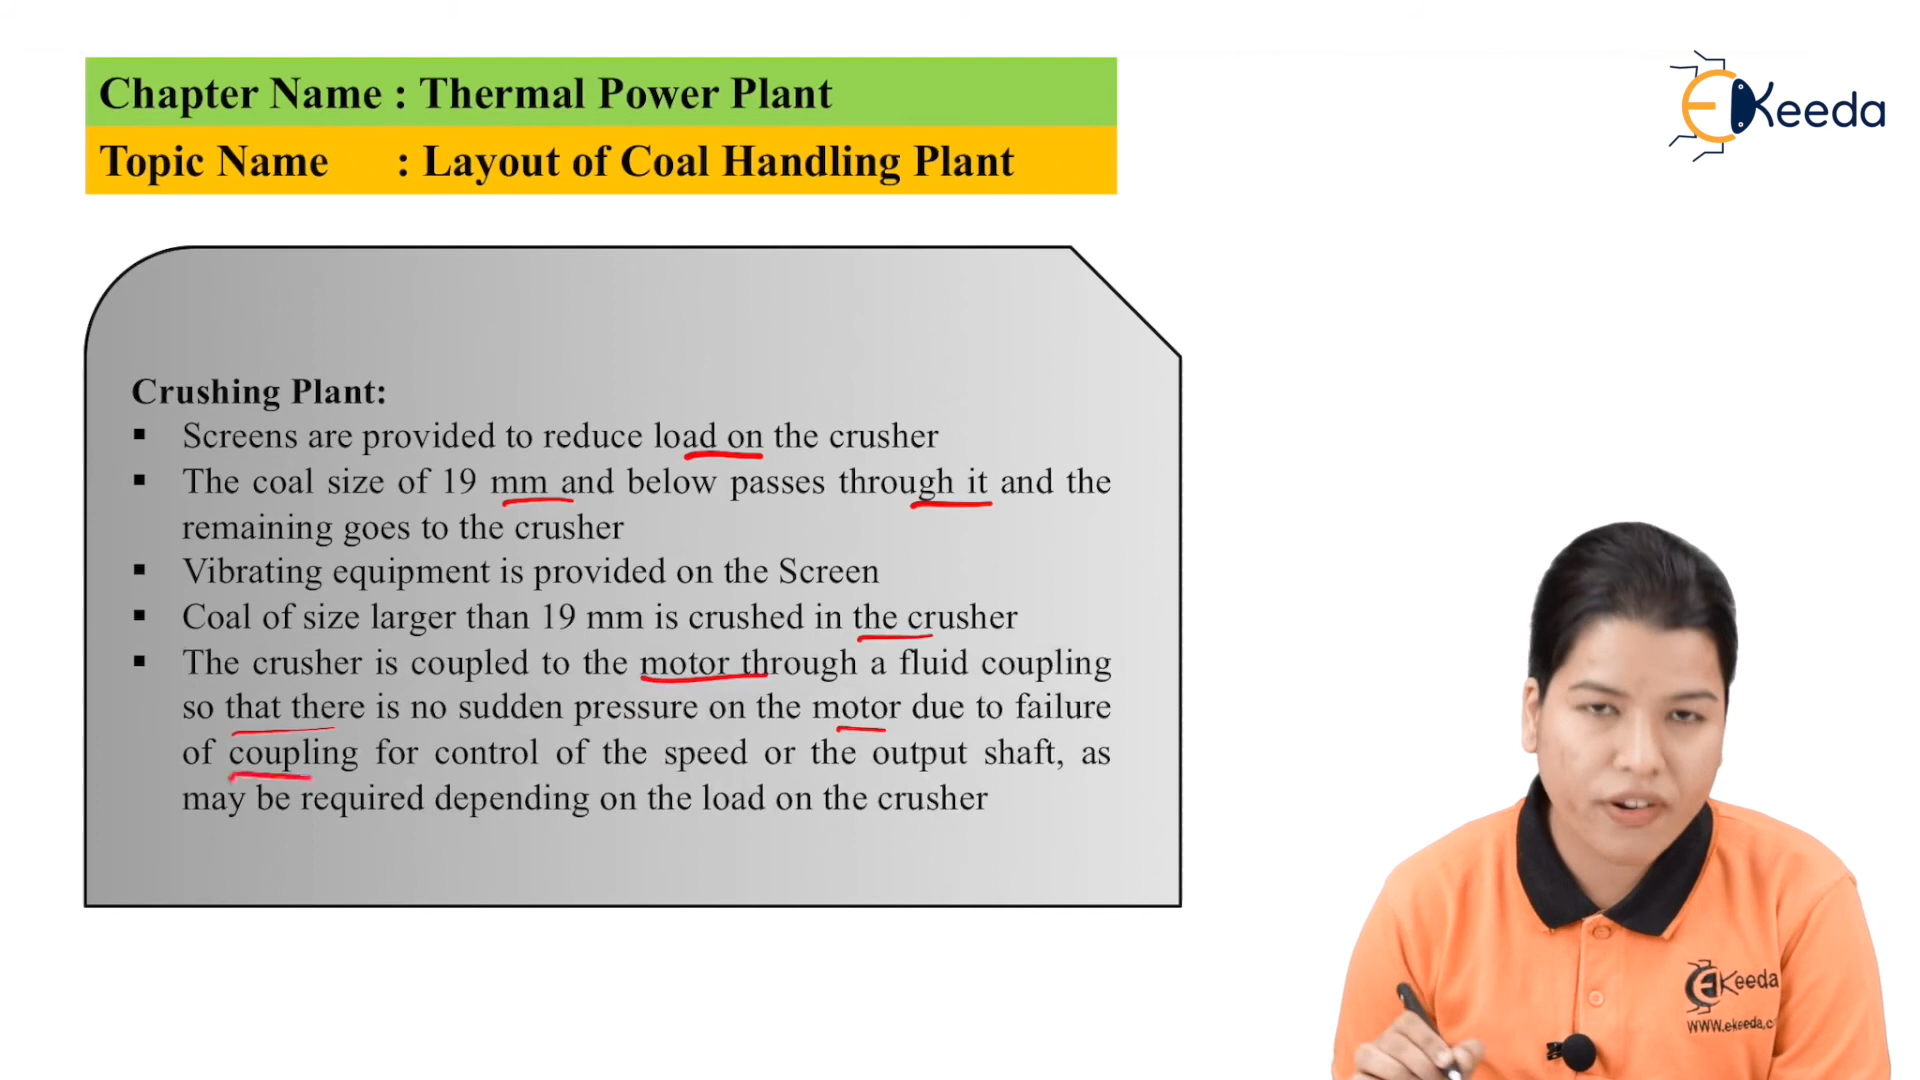 Chapter Name : Thermal Power Plant
EKeeda
Topic Name : Layout of Coal Handling Plant
Crushing Plant:
▪ Screens are provided to reduce load on the crusher
▪ The coal size of 19 mm and below passes through it and the
remaining goes to the crusher
▪ Vibrating equipment is provided on the Screen
▪ Coal of size larger than 19 mm is crushed in the crusher
▪ The crusher is coupled to the motor through a fluid coupling
so that there is no sudden pressure on the motor due to failure
of coupling for control of the speed or the output shaft, as
may be required depending on the load on the crusher
EKeeda
www.ekeeda.c